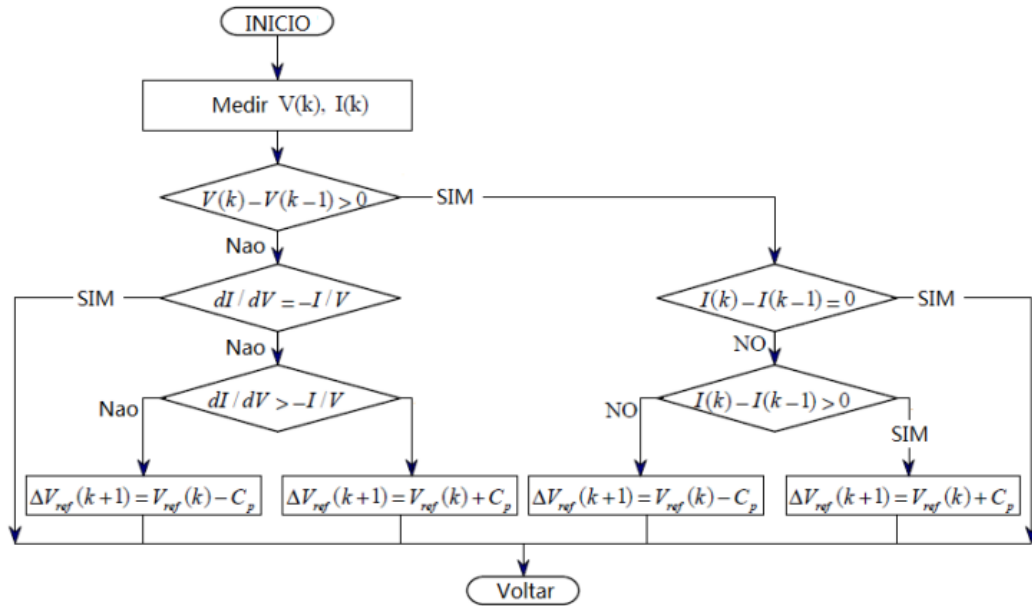 INICIO
Medir V(k), I(k)
V(k)−V(k−1)>0
SIM
Nao
SIM
dI/dV=−I/V
I(k)−I(k−1)=0
SIM
Nao
NO
Nao
dI/dV>−I/V
NO
I(k)−I(k−1)>0
SIM
ΔV_ref(k+1)=V_ref(k)−C_p
ΔV_ref(k+1)=V_ref(k)+C_p
ΔV_ref(k+1)=V_ref(k)−C_p
ΔV_ref(k+1)=V_ref(k)+C_p
Voltar